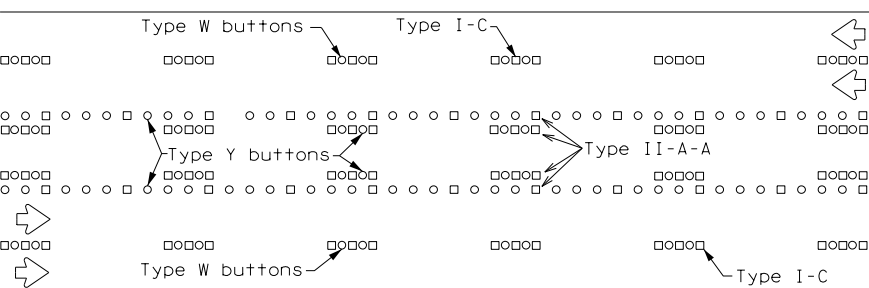 Type W buttons
Type I-C
Type Y buttons
Type II-A-A
Type W buttons
Type I-C